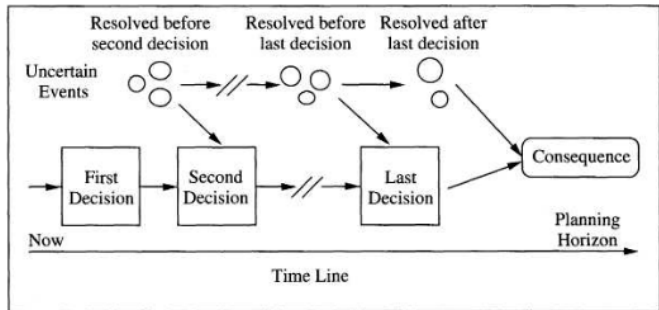 Resolved before
second decision
Resolved before
last decision
Resolved after
last decision
Uncertain
Events
Consequence
First
Decision
Second
Decision
Last
Decision
Now
Planning
Horizon
Time Line